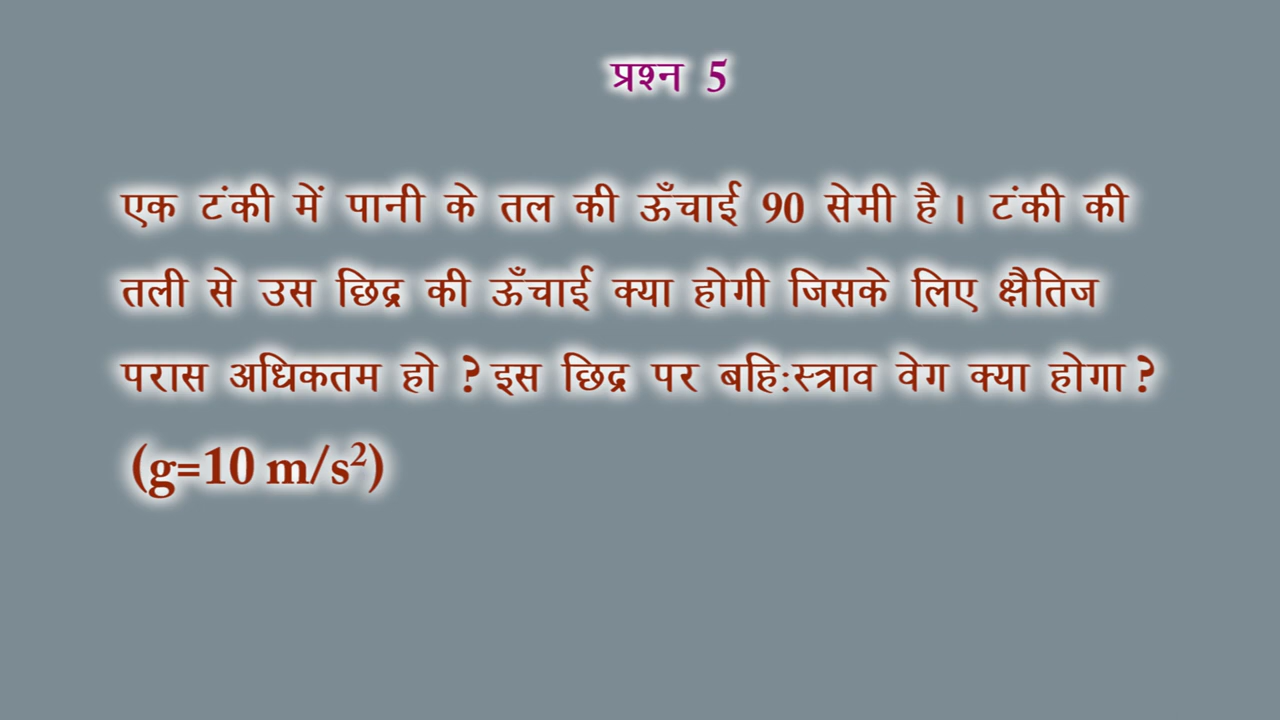 प्रश्न 5
एक टंकी में पानी के तल की ऊँचाई 90 सेमी है। टंकी की
तली से उस छिद्र की ऊँचाई क्या होगी जिसके लिए क्षैतिज
परास अधिकतम हो ? इस छिद्र पर बहि:स्त्राव वेग क्या होगा?
(g=10 m/s²)